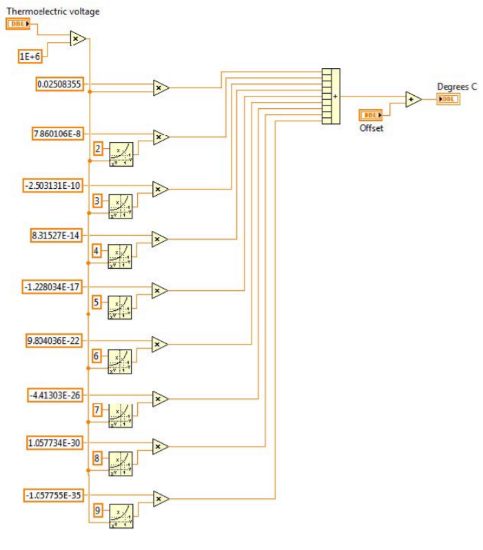 Thermoelectric voltage
DBL
1E+6
0.02508355
Degrees C
DBL
DBL
Offset
7.860106E-8
2
-2.503131E-10
3
8.31527E-14
4
-1.228034E-17
5
9.804036E-22
6
-4.41303E-26
7
1.057734E-30
8
-1.057755E-35
9